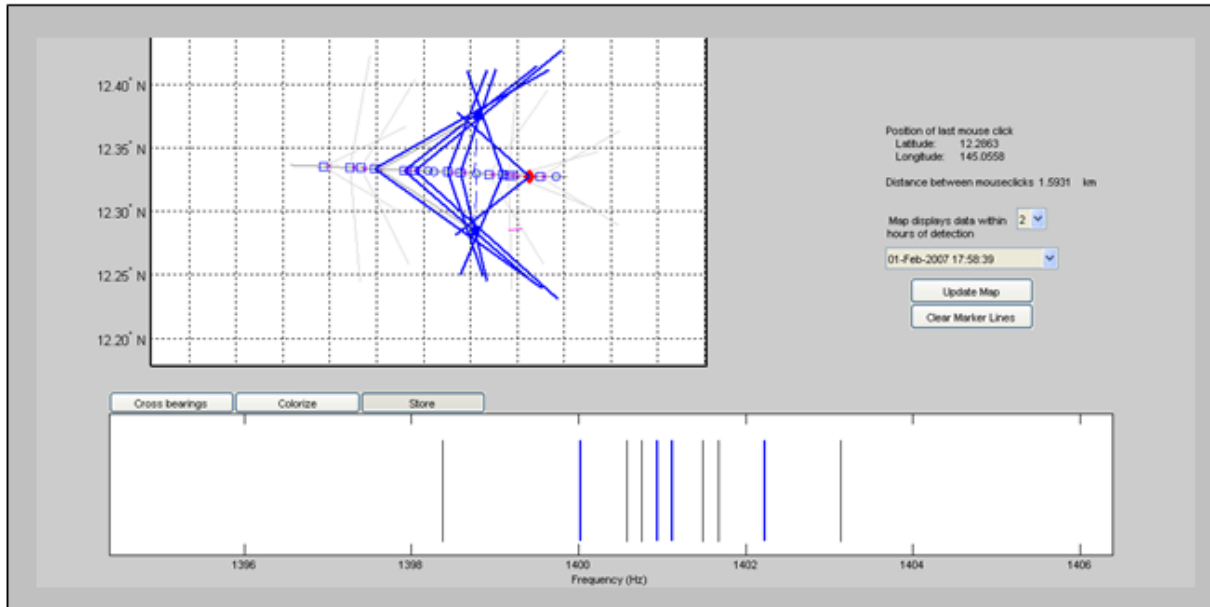 12.40° N
12.35° N
12.30° N
12.25° N
12.20° N
Position of last mouse click
Latitude: 12.2863
Longitude: 145.0558
Distance between mouseclicks 1.5931 km
Map displays data within 2
hours of detection
01-Feb-2007 17:58:39
Update Map
Clear Marker Lines
Cross bearings Colorize Store
1396 1398 1400 1402 1404 1406
Frequency (Hz)